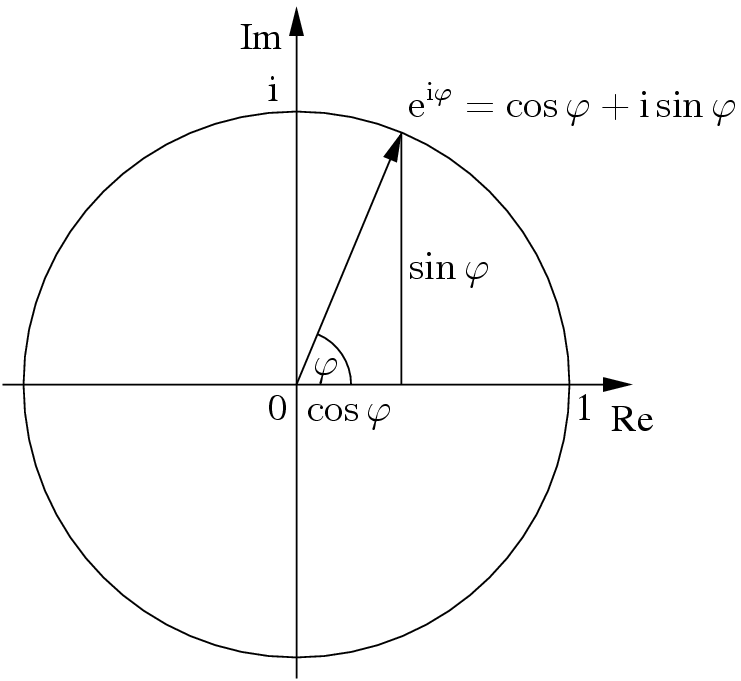 Im
i
e^{iφ} = cos φ + i sin φ
sin φ
φ
0
cos φ
1
Re